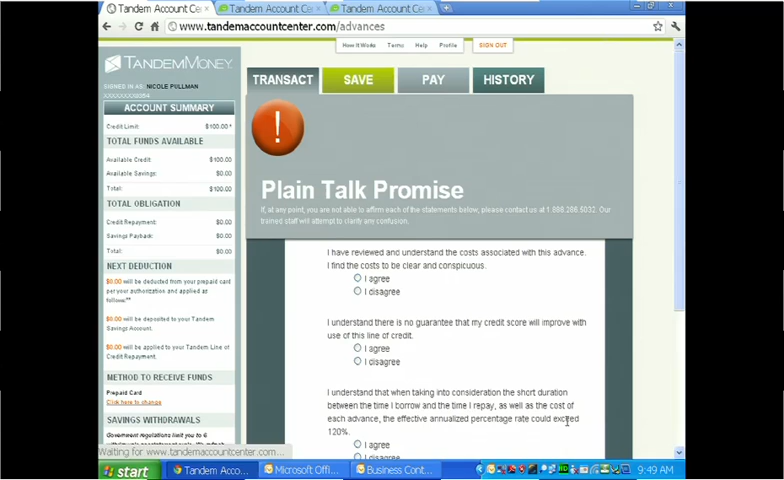 Tandem Account Ce
Tandem Account Ce
Tandem Account Ce
www.tandemaccountcenter.com/advances
How it Works Terms Help Profile SIGN OUT
TANDEMMONEY
SIGNED IN AS: NICOLE PULLMAN
ACCOUNT SUMMARY
Credit Limit: $100.00 *
TOTAL FUNDS AVAILABLE
Available Credit: $100.00
Available Savings: $0.00
Total: $100.00
TOTAL OBLIGATION
Credit Repayment: $0.00
Savings Payback: $0.00
Total: $0.00
NEXT DEDUCTION
$0.00 will be deducted from your prepaid card
per your authorization and applied as
follows:**
$0.00 will be deposited to your Tandem
Savings Account.
$0.00 will be applied to your Tandem Line of
Credit Repayment.
METHOD TO RECEIVE FUNDS
Prepaid Card
Click here to change
SAVINGS WITHDRAWALS
Government regulations limit you to 6
Waiting for www.tandemaccountcenter.com...
TRANSACT SAVE PAY HISTORY
!
Plain Talk Promise
If, at any point, you are not able to affirm each of the statements below, please contact us at 1.888.286.5032. Our
trained staff will attempt to clarify any confusion.
I have reviewed and understand the costs associated with this advance.
I find the costs to be clear and conspicuous.
I agree
I disagree
I understand there is no guarantee that my credit score will improve with
use of this line of credit.
I agree
I disagree
I understand that when taking into consideration the short duration
between the time I borrow and the time I repay, as well as the cost of
each advance, the effective annualized percentage rate could exceed
120%.
I agree
I disagree
start Tandem Acco... Microsoft Offi... Business Cont... 9:49 AM